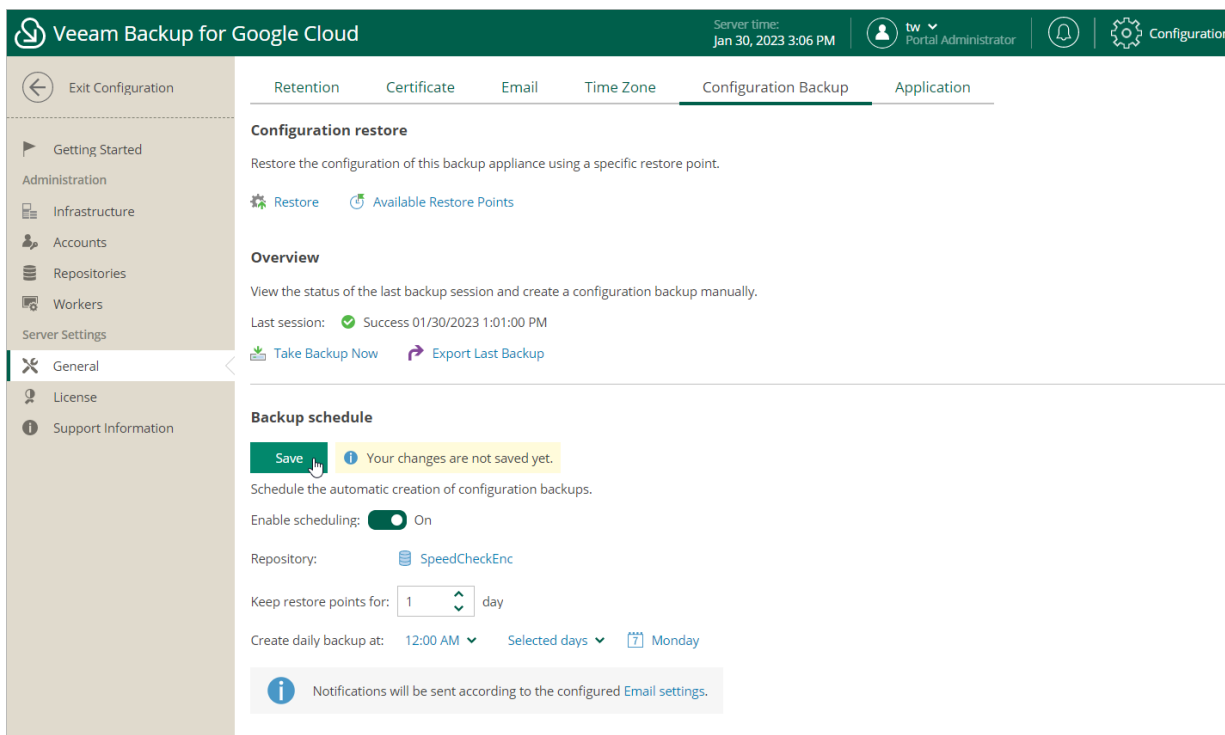 Veeam Backup for Google Cloud
Server time:
Jan 30, 2023 3:06 PM
tw
Portal Administrator
Configuration
Exit Configuration
Getting Started
Administration
Infrastructure
Accounts
Repositories
Workers
Server Settings
General
License
Support Information
Retention Certificate Email Time Zone Configuration Backup Application
Configuration restore
Restore the configuration of this backup appliance using a specific restore point.
Restore Available Restore Points
Overview
View the status of the last backup session and create a configuration backup manually.
Last session: Success 01/30/2023 1:01:00 PM
Take Backup Now Export Last Backup
Backup schedule
Save Your changes are not saved yet.
Schedule the automatic creation of configuration backups.
Enable scheduling: On
Repository: SpeedCheckEnc
Keep restore points for: 1 day
Create daily backup at: 12:00 AM Selected days 7 Monday
Notifications will be sent according to the configured Email settings.